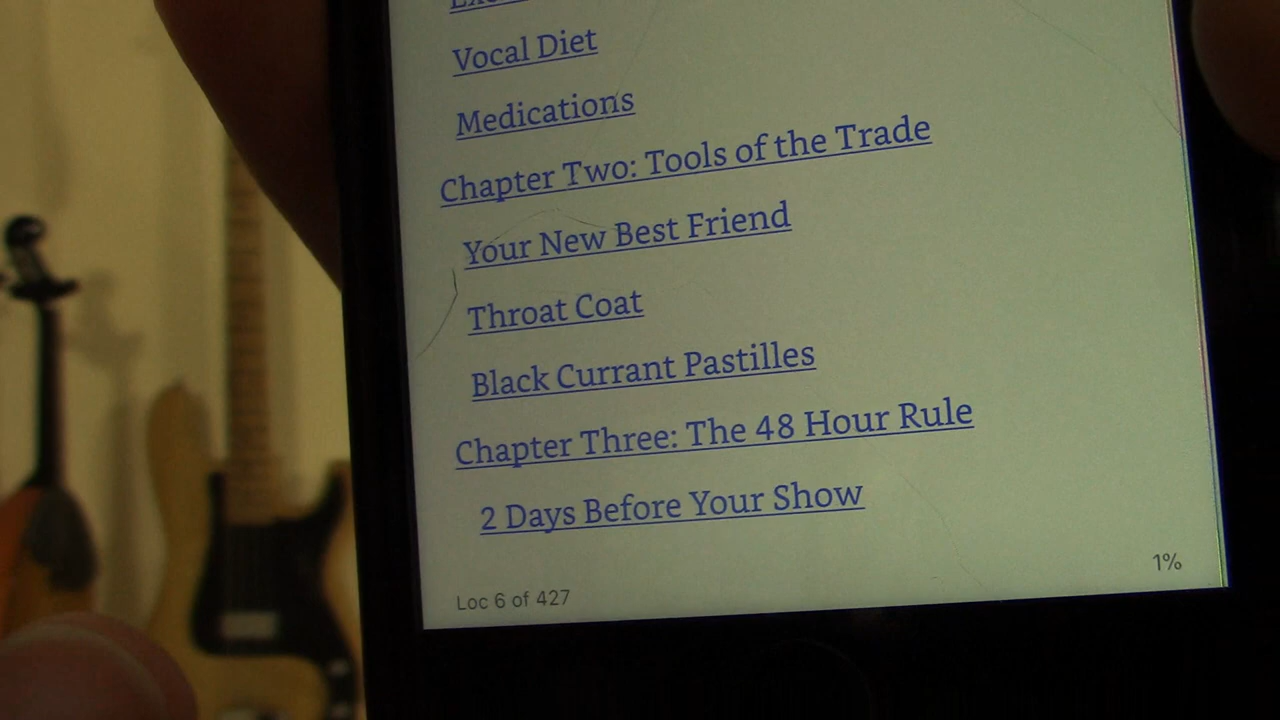 Vocal Diet
Medications
Chapter Two: Tools of the Trade
Your New Best Friend
Throat Coat
Black Currant Pastilles
Chapter Three: The 48 Hour Rule
2 Days Before Your Show
Loc 6 of 427
1%